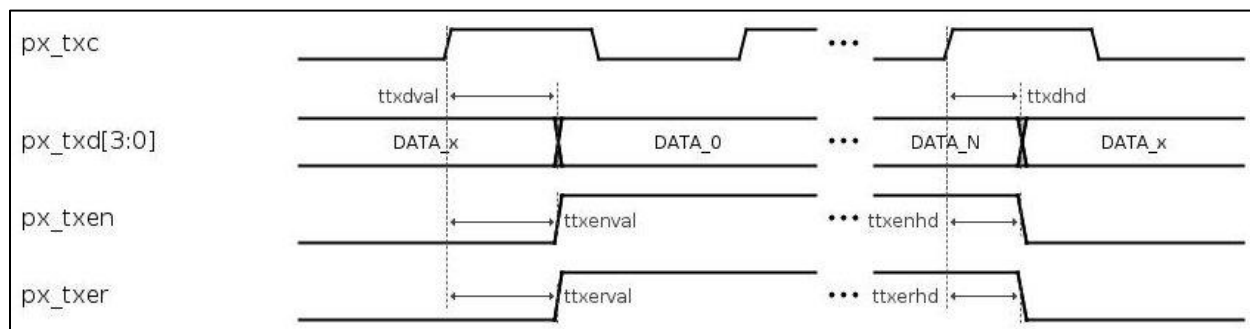 px_txc
•••
ttxdval
ttxdhd
px_txd[3:0]
DATA_x
DATA_0
•••
DATA_N
DATA_x
px_txen
ttxenval
•••
ttxenhd
px_txer
ttxerval
•••
ttxerhd